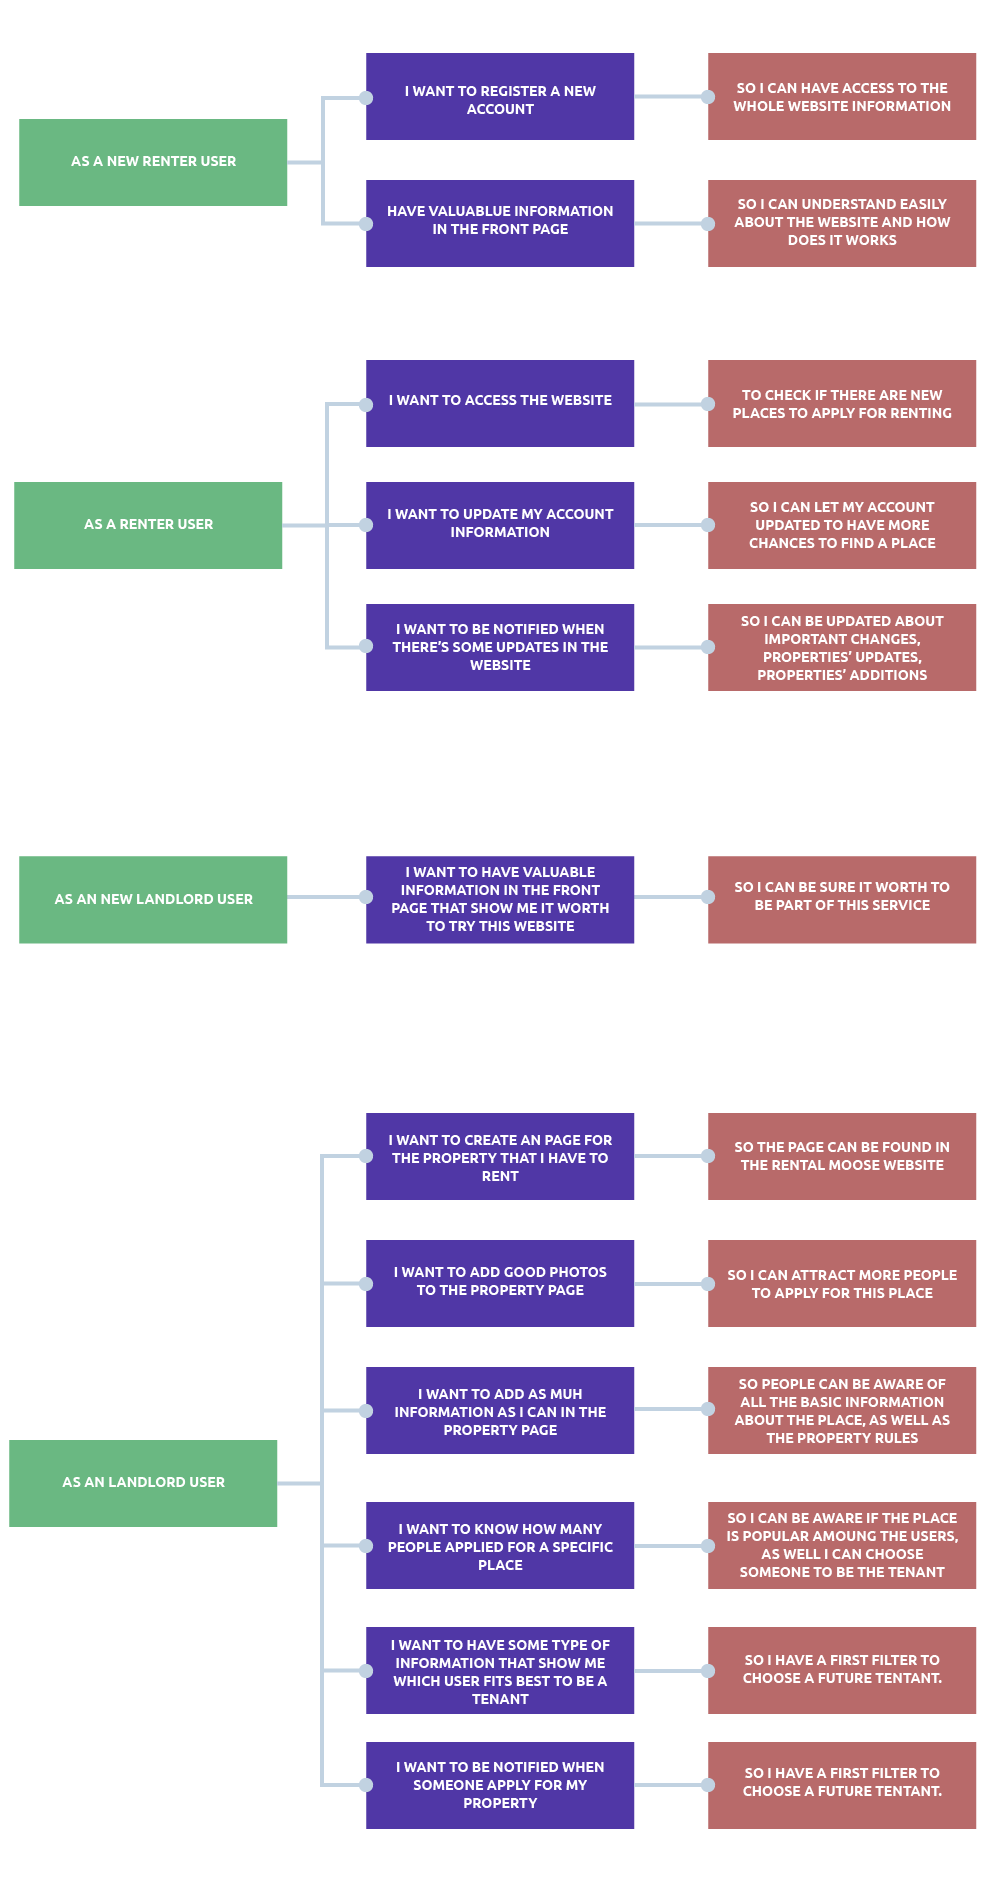 AS A NEW RENTER USER
I WANT TO REGISTER A NEW
ACCOUNT
SO I CAN HAVE ACCESS TO THE
WHOLE WEBSITE INFORMATION
HAVE VALUABLUE INFORMATION
IN THE FRONT PAGE
SO I CAN UNDERSTAND EASILY
ABOUT THE WEBSITE AND HOW
DOES IT WORKS
AS A RENTER USER
I WANT TO ACCESS THE WEBSITE
TO CHECK IF THERE ARE NEW
PLACES TO APPLY FOR RENTING
I WANT TO UPDATE MY ACCOUNT
INFORMATION
SO I CAN LET MY ACCOUNT
UPDATED TO HAVE MORE
CHANCES TO FIND A PLACE
I WANT TO BE NOTIFIED WHEN
THERE'S SOME UPDATES IN THE
WEBSITE
SO I CAN BE UPDATED ABOUT
IMPORTANT CHANGES,
PROPERTIES' UPDATES,
PROPERTIES' ADDITIONS
AS AN NEW LANDLORD USER
I WANT TO HAVE VALUABLE
INFORMATION IN THE FRONT
PAGE THAT SHOW ME IT WORTH
TO TRY THIS WEBSITE
SO I CAN BE SURE IT WORTH TO
BE PART OF THIS SERVICE
AS AN LANDLORD USER
I WANT TO CREATE AN PAGE FOR
THE PROPERTY THAT I HAVE TO
RENT
SO THE PAGE CAN BE FOUND IN
THE RENTAL MOOSE WEBSITE
I WANT TO ADD GOOD PHOTOS
TO THE PROPERTY PAGE
SO I CAN ATTRACT MORE PEOPLE
TO APPLY FOR THIS PLACE
I WANT TO ADD AS MUH
INFORMATION AS I CAN IN THE
PROPERTY PAGE
SO PEOPLE CAN BE AWARE OF
ALL THE BASIC INFORMATION
ABOUT THE PLACE, AS WELL AS
THE PROPERTY RULES
I WANT TO KNOW HOW MANY
PEOPLE APPLIED FOR A SPECIFIC
PLACE
SO I CAN BE AWARE IF THE PLACE
IS POPULAR AMOUNG THE USERS,
AS WELL I CAN CHOOSE
SOMEONE TO BE THE TENANT
I WANT TO HAVE SOME TYPE OF
INFORMATION THAT SHOW ME
WHICH USER FITS BEST TO BE A
TENANT
SO I HAVE A FIRST FILTER TO
CHOOSE A FUTURE TENTANT.
I WANT TO BE NOTIFIED WHEN
SOMEONE APPLY FOR MY
PROPERTY
SO I HAVE A FIRST FILTER TO
CHOOSE A FUTURE TENTANT.